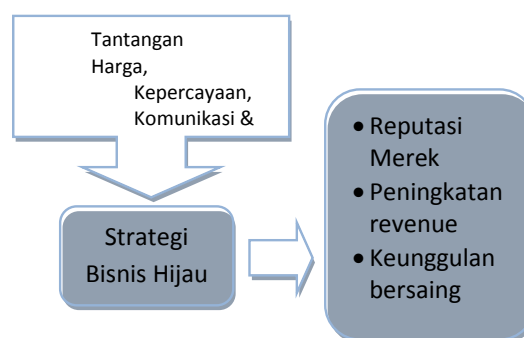 Tantangan
Harga,
Kepercayaan,
Komunikasi &
Strategi
Bisnis Hijau
• Reputasi
Merek
• Peningkatan
revenue
• Keunggulan
bersaing